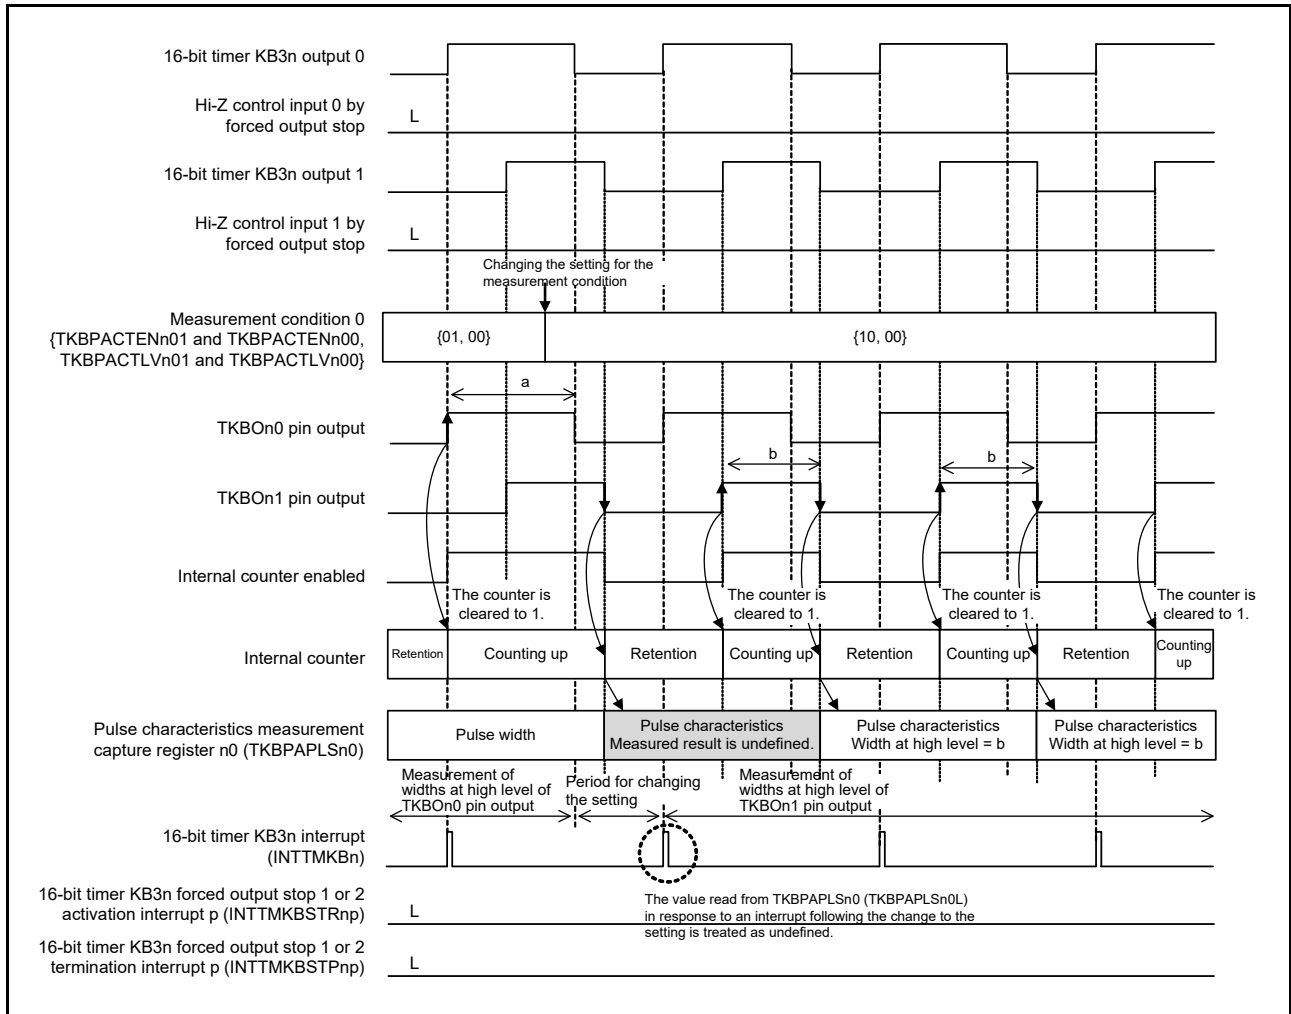 16-bit timer KB3n output 0
Hi-Z control input 0 by
forced output stop
L
16-bit timer KB3n output 1
Hi-Z control input 1 by
forced output stop
L
Changing the setting for the
measurement condition
Measurement condition 0
{TKBPACTENn01 and TKBPACTENn00,
TKBPACTLVn01 and TKBPACTLVn00}
{01, 00}
{10, 00}
a
TKBOn0 pin output
b
b
TKBOn1 pin output
Internal counter enabled
The counter is
cleared to 1.
The counter is
cleared to 1.
The counter is
cleared to 1.
The counter is
cleared to 1.
Internal counter
Retention
Counting up
Retention
Counting up
Retention
Counting up
Retention
Counting
up
Pulse characteristics measurement
capture register n0 (TKBPAPLSn0)
Pulse width
Pulse characteristics
Measured result is undefined.
Pulse characteristics
Width at high level = b
Pulse characteristics
Width at high level = b
Measurement of
widths at high level of
TKBOn0 pin output
Period for changing
the setting
Measurement of
widths at high level of
TKBOn1 pin output
16-bit timer KB3n interrupt
(INTTMKBn)
16-bit timer KB3n forced output stop 1 or 2
activation interrupt p (INTTMKBSTRnp)
L
The value read from TKBPAPLSn0 (TKBPAPLSn0L)
in response to an interrupt following the change to the
setting is treated as undefined.
16-bit timer KB3n forced output stop 1 or 2
termination interrupt p (INTTMKBSTPnp)
L